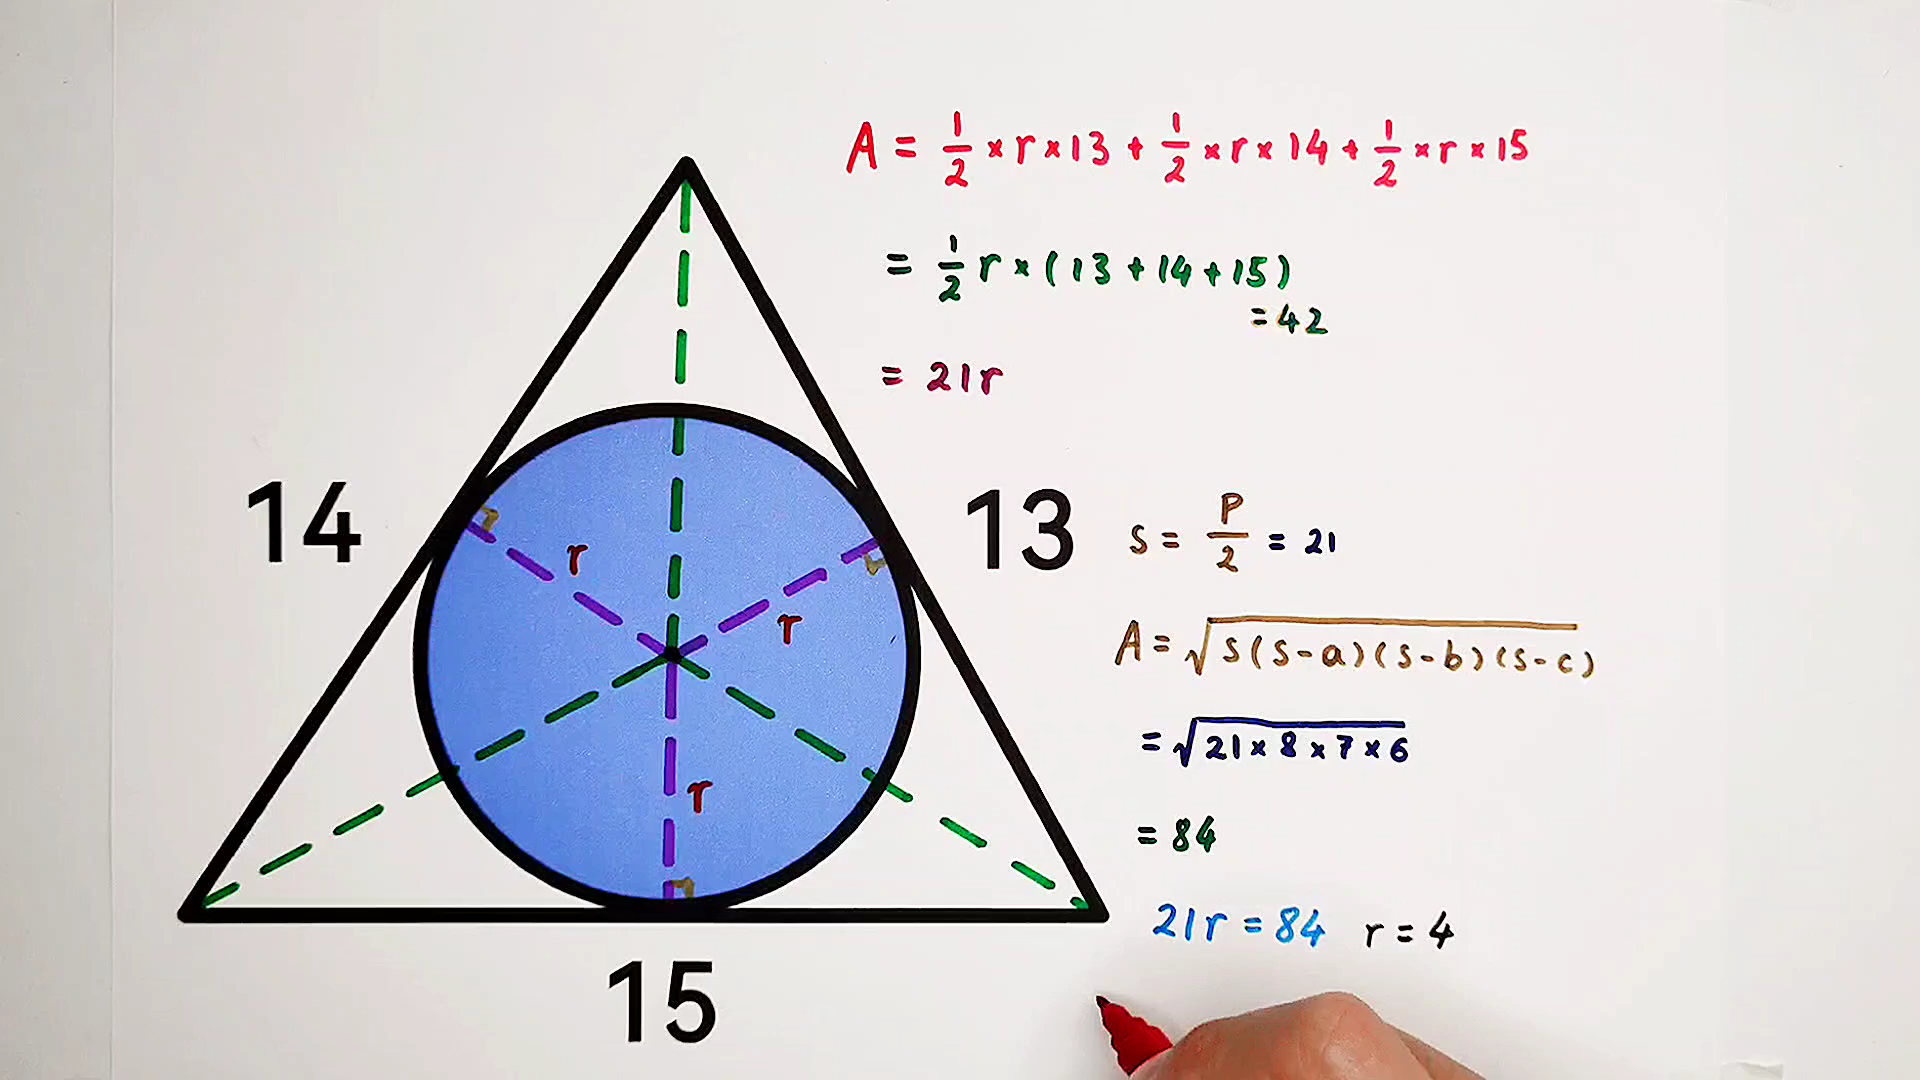 A = 1/2 × r × 13 + 1/2 × r × 14 + 1/2 × r × 15
= 1/2 r × (13 + 14 + 15)
= 42
= 21r
14
13
r
r
r
15
S = P/2 = 21
A = √S(S-a)(S-b)(S-c)
= √21 × 8 × 7 × 6
= 84
21r = 84 r = 4